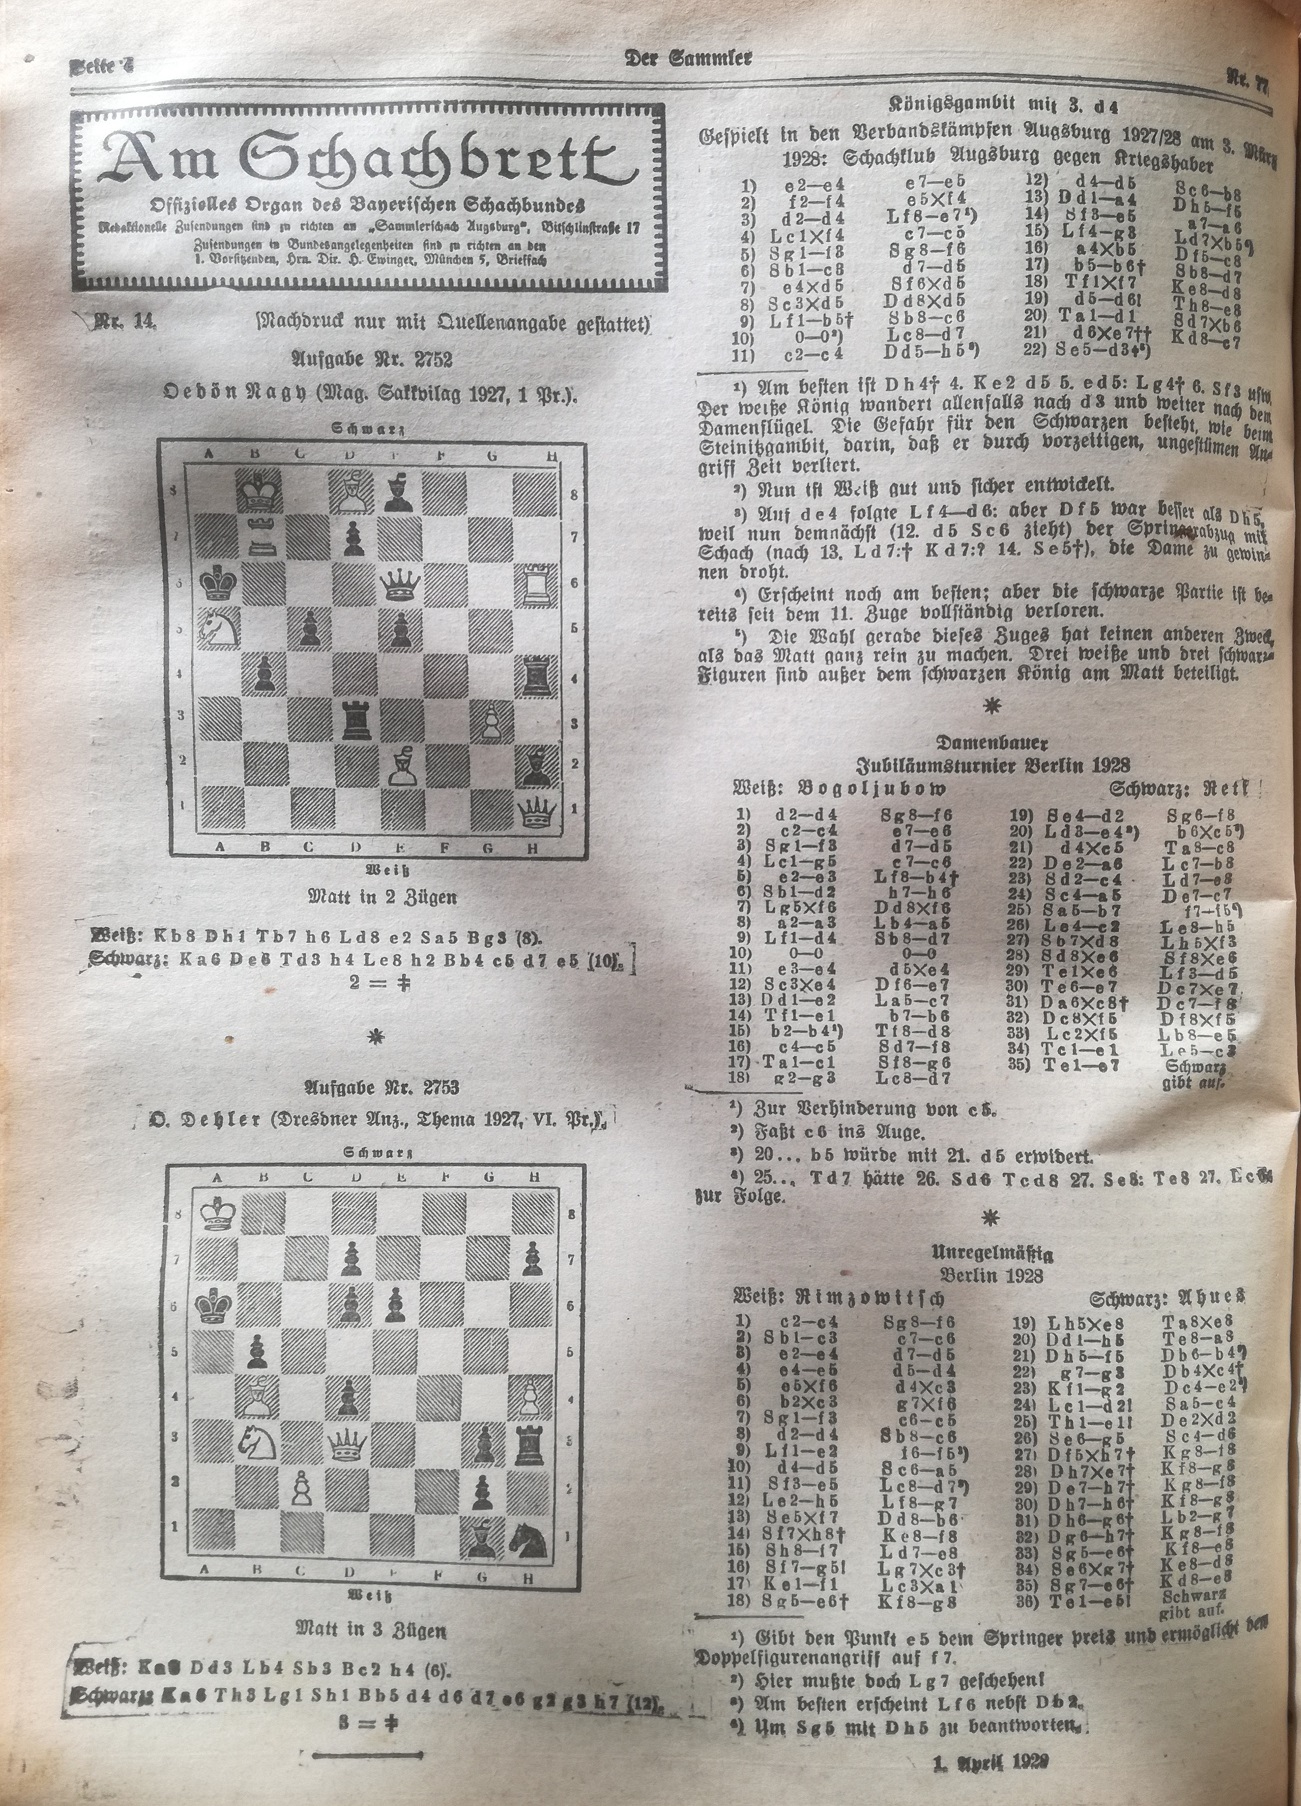 Seite 6
Der Sammler
Nr. 77
Am Schachbrett
Offizielles Organ des Bayerischen Schachbundes
Redaktionelle Zusendungen sind zu richten an „Sammlerschach Augsburg", Bitschlinstraße 17
Zusendungen in Bundesangelegenheiten sind zu richten an den
1. Vorsitzenden, Hrn. Dir. H. Ewinger, München 5, Brieffach
Nr. 14. (Nachdruck nur mit Quellenangabe gestattet)
Aufgabe Nr. 2752
Oedön Nagy (Mag. Sakkvilag 1927, 1 Pr.).
Schwarz
A B C D E F G H
8 8
7 7
6 6
5 5
4 4
3 3
2 2
1 1
A B C D E F G H
Weiß
Matt in 2 Zügen
Weiß: Kb8 Dh1 Tb7 h6 Ld8 e2 Sa5 Bg3 (8).
Schwarz: Ka6 De6 Td3 h4 Le8 h2 Bb4 c5 d7 e5 (10).
2 = ‡
Aufgabe Nr. 2753
O. Dehler (Dresdner Anz., Thema 1927, VI. Pr.).
Schwarz
A B C D E F G H
8 8
7 7
6 6
5 5
4 4
3 3
2 2
1 1
A B C D E F G H
Weiß
Matt in 3 Zügen
Weiß: Ka8 Dd3 Lb4 Sb3 Bc2 h4 (6).
Schwarz: Ka6 Th3 Lg1 Sh1 Bb5 d4 d6 d7 e6 g2 g3 h7 (12).
3 = ‡
Königsgambit mit 3. d4
Gespielt in den Verbandskämpfen Augsburg 1927/28 am 3. März
1928: Schachklub Augsburg gegen Kriegshaber
1) e2—e4 e7—e5
2) f2—f4 e5×f4
3) d2—d4 Lf8—e7¹)
4) Lc1×f4 c7—c5
5) Sg1—f3 Sg8—f6
6) Sb1—c3 d7—d5
7) e4×d5 Sf6×d5
8) Sc3×d5 Dd8×d5
9) Lf1—b5† Sb8—c6
10) 0—0²) Lc8—d7
11) c2—c4 Dd5—h5³)
12) d4—d5 Sc6—b8
13) Dd1—a4 Dh5—f5
14) Sf3—e5 a7—a6
15) Lf4—g3 Ld7×b5⁴)
16) a4×b5 Df5—c8
17) b5—b6† Sb8—d7
18) Tf1×f7 Ke8—d8
19) d5—d6! Th8—e8
20) Ta1—d1 Sd7×b6
21) d6×e7†† Kd8—c7
22) Se5—d3‡⁵)
¹) Am besten ist Dh4† 4. Ke2 d5 5. ed5: Lg4† 6. Sf3 usw.
Der weiße König wandert allenfalls nach d3 und weiter nach dem
Damenflügel. Die Gefahr für den Schwarzen besteht, wie beim
Steinitzgambit, darin, daß er durch vorzeitigen, ungestümen An-
griff Zeit verliert.
²) Nun ist Weiß gut und sicher entwickelt.
³) Auf de4 folgte Lf4—d6: aber Df5 war besser als Dh5,
weil nun demnächst (12. d5 Sc6 zieht) der Springerabzug mit
Schach (nach 13. Ld7:† Kd7:? 14. Se5†), die Dame zu gewin-
nen droht.
⁴) Erscheint noch am besten; aber die schwarze Partie ist be-
reits seit dem 11. Zuge vollständig verloren.
⁵) Die Wahl gerade dieses Zuges hat keinen anderen Zweck,
als das Matt ganz rein zu machen. Drei weiße und drei schwarze
Figuren sind außer dem schwarzen König am Matt beteiligt.
Damenbauer
Jubiläumsturnier Berlin 1928
Weiß: Bogoljubow Schwarz: Reti
1) d2—d4 Sg8—f6
2) c2—c4 e7—e6
3) Sg1—f3 d7—d5
4) Lc1—g5 c7—c6
5) e2—e3 Lf8—b4†
6) Sb1—d2 h7—h6
7) Lg5×f6 Dd8×f6
8) a2—a3 Lb4—a5
9) Lf1—d4 Sb8—d7
10) 0—0 0—0
11) e3—e4 d5×e4
12) Sc3×e4 Df6—e7
13) Dd1—e2 La5—c7
14) Tf1—e1 b7—b6
15) b2—b4¹) Tf8—d8
16) c4—c5 Sd7—f8
17) Ta1—c1 Sf8—g6
18) g2—g3 Lc8—d7
19) Se4—d2 Sg6—f8
20) Ld3—e4²) b6×c5³)
21) d4×c5 Ta8—c8
22) De2—a6 Lc7—b8
23) Sd2—c4 Ld7—e8
24) Sc4—a5 De7—c7
25) Sa5—b7 f7—f5⁴)
26) Le4—c2 Le8—h5
27) Sb7×d8 Lh5×f3
28) Sd8×e6 Sf8×e6
29) Te1×e6 Lf3—d5
30) Te6—e7 Dc7×e7
31) Da6×c8† Dc7—f8
32) Dc8×f5 Df8×f5
33) Lc2×f5 Lb8—e5
34) Tc1—e1 Le5—c3
35) Te1—e7 Schwarz
gibt auf.
¹) Zur Verhinderung von c5.
²) Faßt c6 ins Auge.
³) 20... b5 würde mit 21. d5 erwidert.
⁴) 25... Td7 hätte 26. Sd6 Tcd8 27. Se8: Te8 27. Lc6:
zur Folge.
Unregelmäßig
Berlin 1928
Weiß: Nimzowitsch Schwarz: Ahues
1) c2—c4 Sg8—f6
2) Sb1—c3 c7—c6
3) e2—e4 d7—d5
4) e4—e5 d5—d4
5) e5×f6 d4×c3
6) b2×c3 g7×f6
7) Sg1—f3 c6—c5
8) d2—d4 Sb8—c6
9) Lf1—e2 f6—f5¹)
10) d4—d5 Sc6—a5
11) Sf3—e5 Lc8—d7²)
12) Le2—h5 Lf8—g7
13) Se5×f7 Dd8—b6
14) Sf7×h8† Ke8—f8
15) Sh8—f7 Ld7—e8
16) Sf7—g5! Lg7×c3†
17) Ke1—f1 Lc3×a1
18) Sg5—e6† Kf8—g8
19) Lh5×e8 Ta8×e8
20) Dd1—h5 Te8—a8
21) Dh5—f5 Db6—b4³)
22) g7—g3 Db4×c4†
23) Kf1—g2 Dc4—c2⁴)
24) Lc1—d2! Sa5—c4
25) Th1—e1! De2×d2
26) Se6—g5 Sc4—d6
27) Df5×h7† Kg8—f8
28) Dh7×e7† Kf8—g8
29) De7—h7† Kg8—f8
30) Dh7—h6† Kf8—g8
31) Dh6—g6† Lb2—g7
32) Dg6—h7† Kg8—f8
33) Sg5—e6† Kf8—e8
34) Se6×g7† Ke8—d8
35) Sg7—e6† Kd8—e8
36) Te1—e5! Schwarz
gibt auf.
¹) Gibt den Punkt e5 dem Springer preis und ermöglicht den
Doppelfigurenangriff auf f7.
²) Hier mußte doch Lg7 geschehen!
³) Am besten erscheint Lf6 nebst Db2.
⁴) Um Sg5 mit Dh5 zu beantworten.
1. April 1929